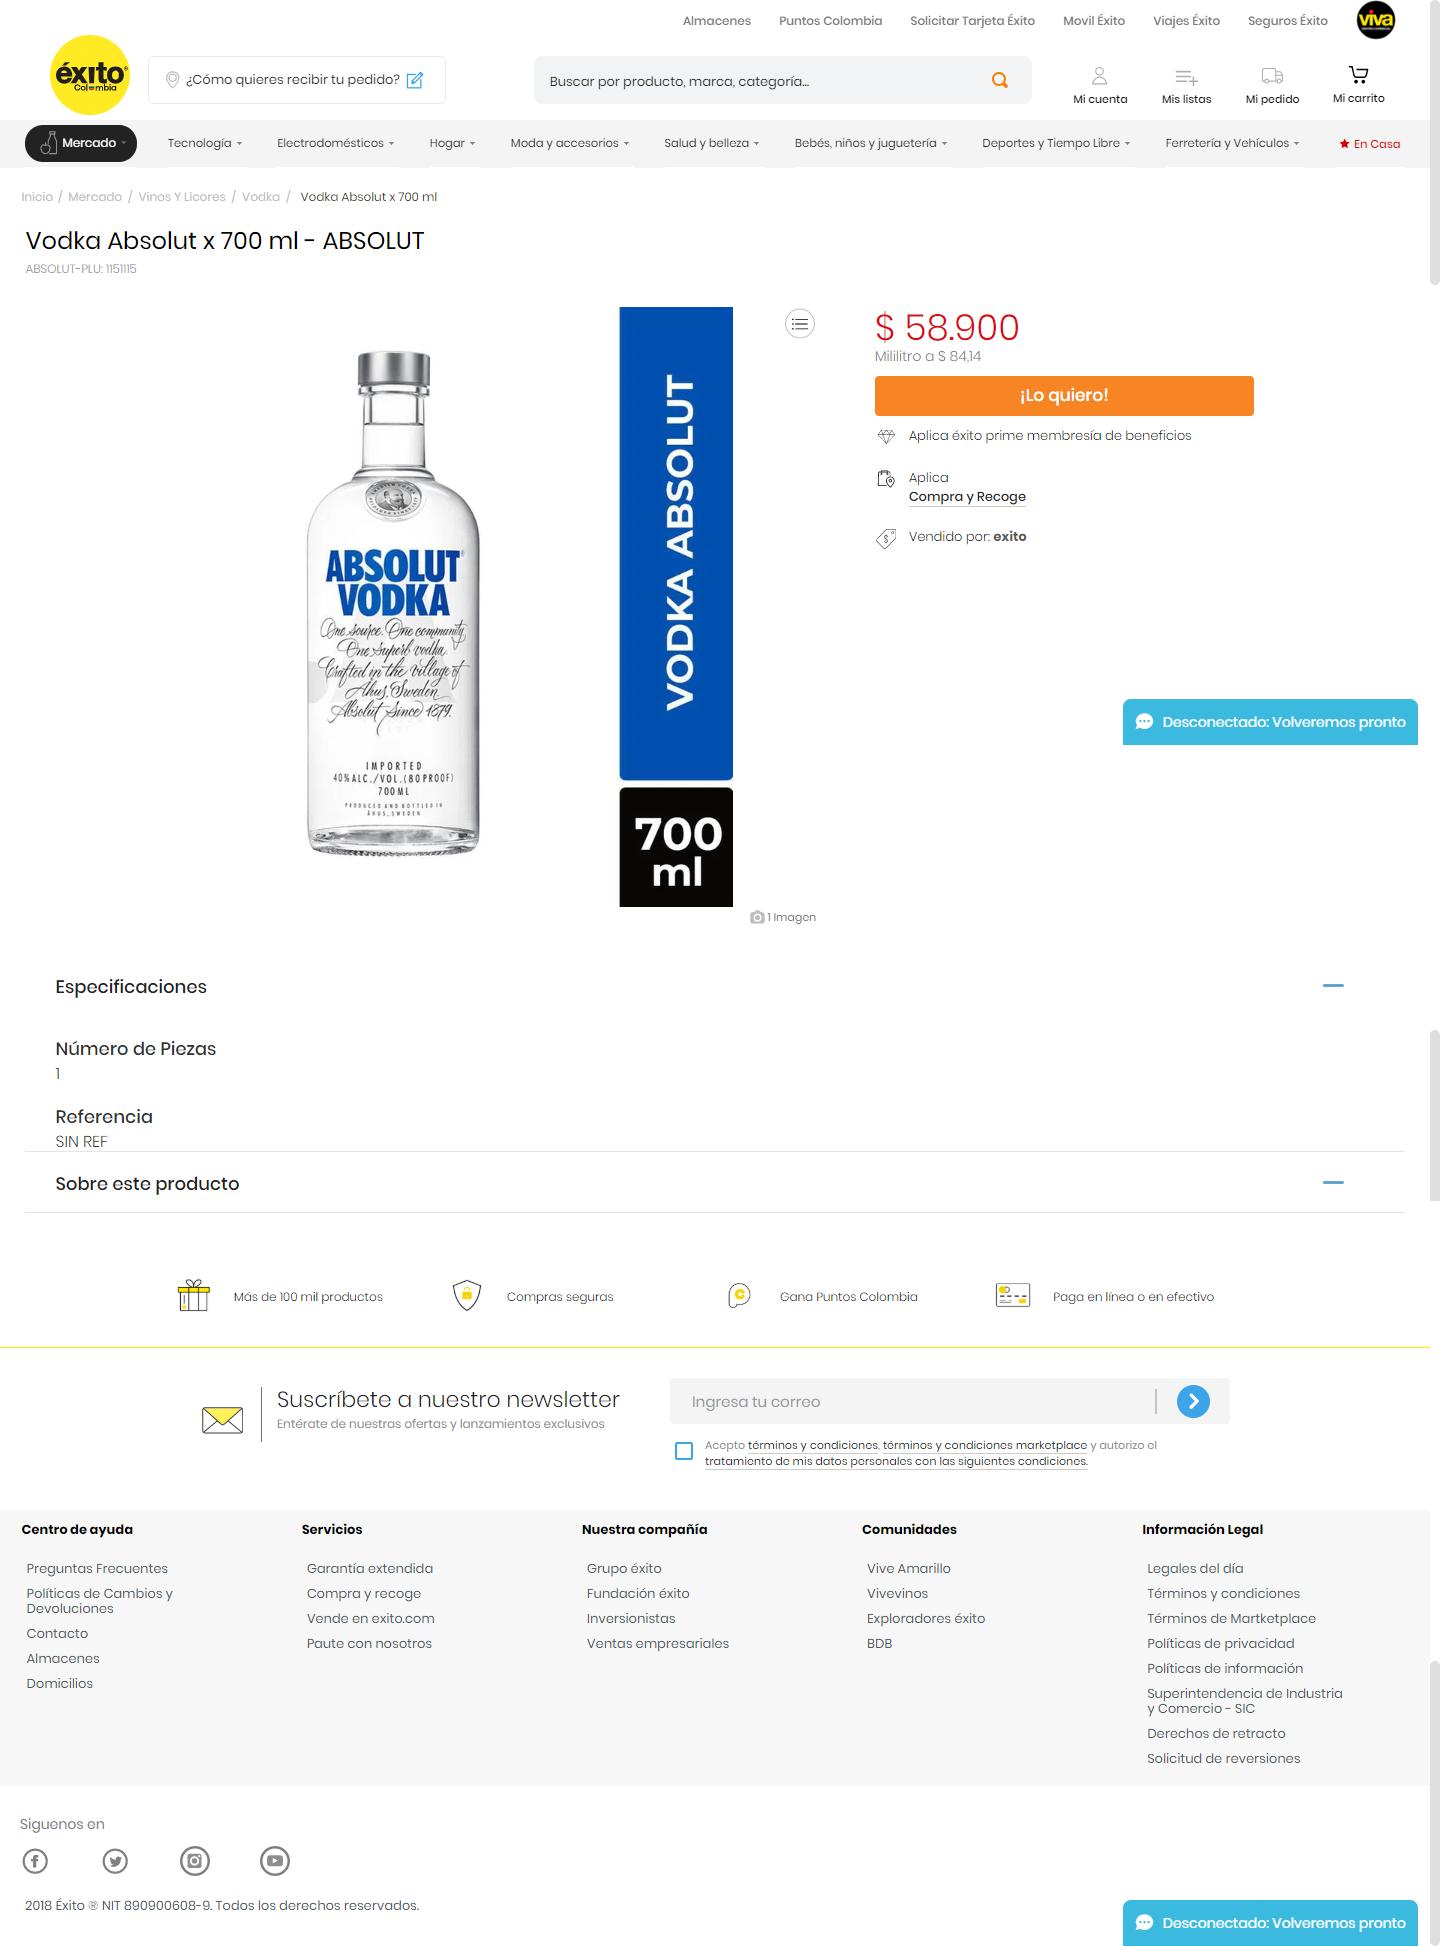 Almacenes Puntos Colombia Solicitar Tarjeta Éxito Movil Éxito Viajes Éxito Seguros Éxito viva
éxito
Colombia
¿Cómo quieres recibir tu pedido?
Buscar por producto, marca, categoría...
Mi cuenta Mis listas Mi pedido Mi carrito
Mercado Tecnología Electrodomésticos Hogar Moda y accesorios Salud y belleza Bebés, niños y juguetería Deportes y Tiempo Libre Ferretería y Vehículos En Casa
Inicio / Mercado / Vinos Y Licores / Vodka / Vodka Absolut x 700 ml
Vodka Absolut x 700 ml - ABSOLUT
ABSOLUT-PLU: 1151115
ABSOLUT
VODKA
One source. One community
One superb vodka.
Crafted in the village of
Åhus, Sweden.
Absolut Since 1879.
IMPORTED
40% ALC./VOL.(80 PROOF)
700 ML
PRODUCED AND BOTTLED IN
ÅHUS, SWEDEN
VODKA ABSOLUT
700
ml
1 Imagen
$ 58.900
Mililitro a $ 84,14
¡Lo quiero!
Aplica éxito prime membresía de beneficios
Aplica
Compra y Recoge
Vendido por: exito
Desconectado: Volveremos pronto
Especificaciones
Número de Piezas
1
Referencia
SIN REF
Sobre este producto
Más de 100 mil productos Compras seguras Gana Puntos Colombia Paga en línea o en efectivo
Suscríbete a nuestro newsletter
Entérate de nuestras ofertas y lanzamientos exclusivos
Ingresa tu correo
Acepto términos y condiciones, términos y condiciones marketplace y autorizo el
tratamiento de mis datos personales con las siguientes condiciones.
Centro de ayuda
Preguntas Frecuentes
Políticas de Cambios y
Devoluciones
Contacto
Almacenes
Domicilios
Servicios
Garantía extendida
Compra y recoge
Vende en exito.com
Paute con nosotros
Nuestra compañía
Grupo éxito
Fundación éxito
Inversionistas
Ventas empresariales
Comunidades
Vive Amarillo
Vivevinos
Exploradores éxito
BDB
Información Legal
Legales del día
Términos y condiciones
Términos de Martketplace
Políticas de privacidad
Políticas de información
Superintendencia de Industria
y Comercio - SIC
Derechos de retracto
Solicitud de reversiones
Siguenos en
2018 Éxito ® NIT 890900608-9. Todos los derechos reservados.
Desconectado: Volveremos pronto